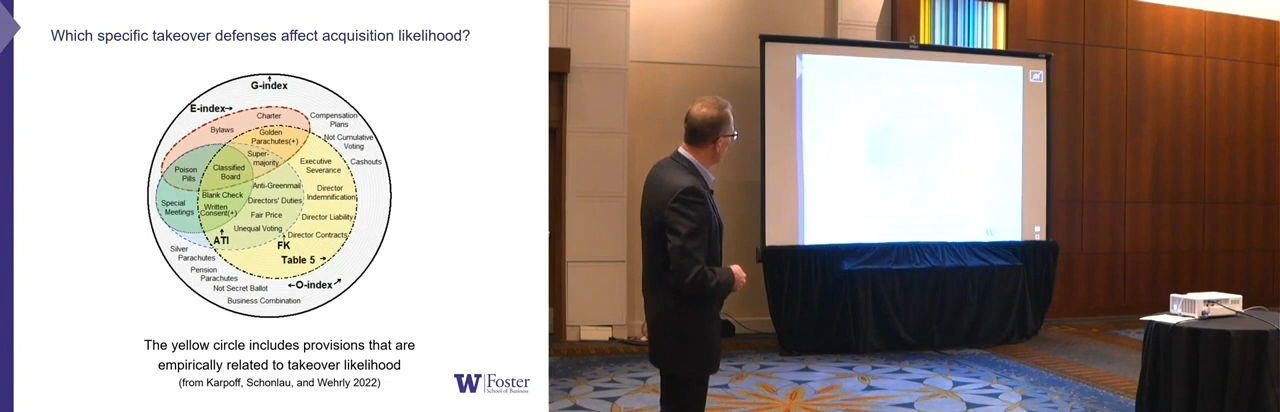 Which specific takeover defenses affect acquisition likelihood?
G-index
E-index→
Charter
Compensation
Plans
Bylaws
Golden
Parachutes(+)
Not Cumulative
Voting
Super-
majority
Executive
Severance
Cashouts
Poison
Pills
Classified
Board
Anti-Greenmail
Director
Indemnification
Blank Check
Directors' Duties
Special
Meetings
Written
Consent(+)
Fair Price
Director Liability
Unequal Voting
Director Contracts
ATI
FK
Silver
Parachutes
Table 5 →
Pension
Parachutes
Not Secret Ballot
←O-index
Business Combination
The yellow circle includes provisions that are
empirically related to takeover likelihood
(from Karpoff, Schonlau, and Wehrly 2022)
W Foster
School of Business